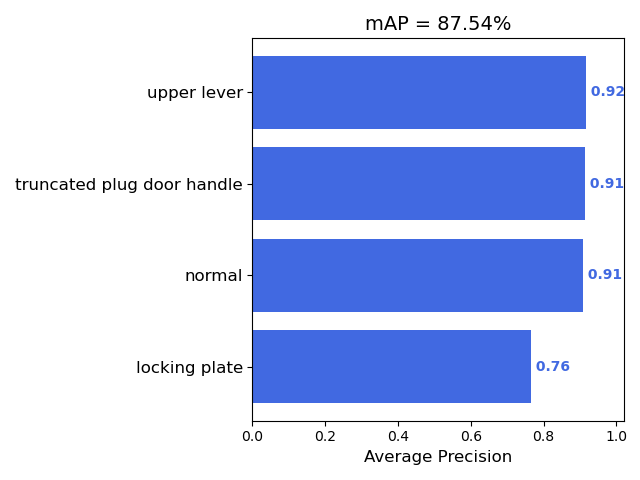 mAP = 87.54%
upper lever
0.92
truncated plug door handle
0.91
normal
0.91
locking plate
0.76
0.0 0.2 0.4 0.6 0.8 1.0
Average Precision